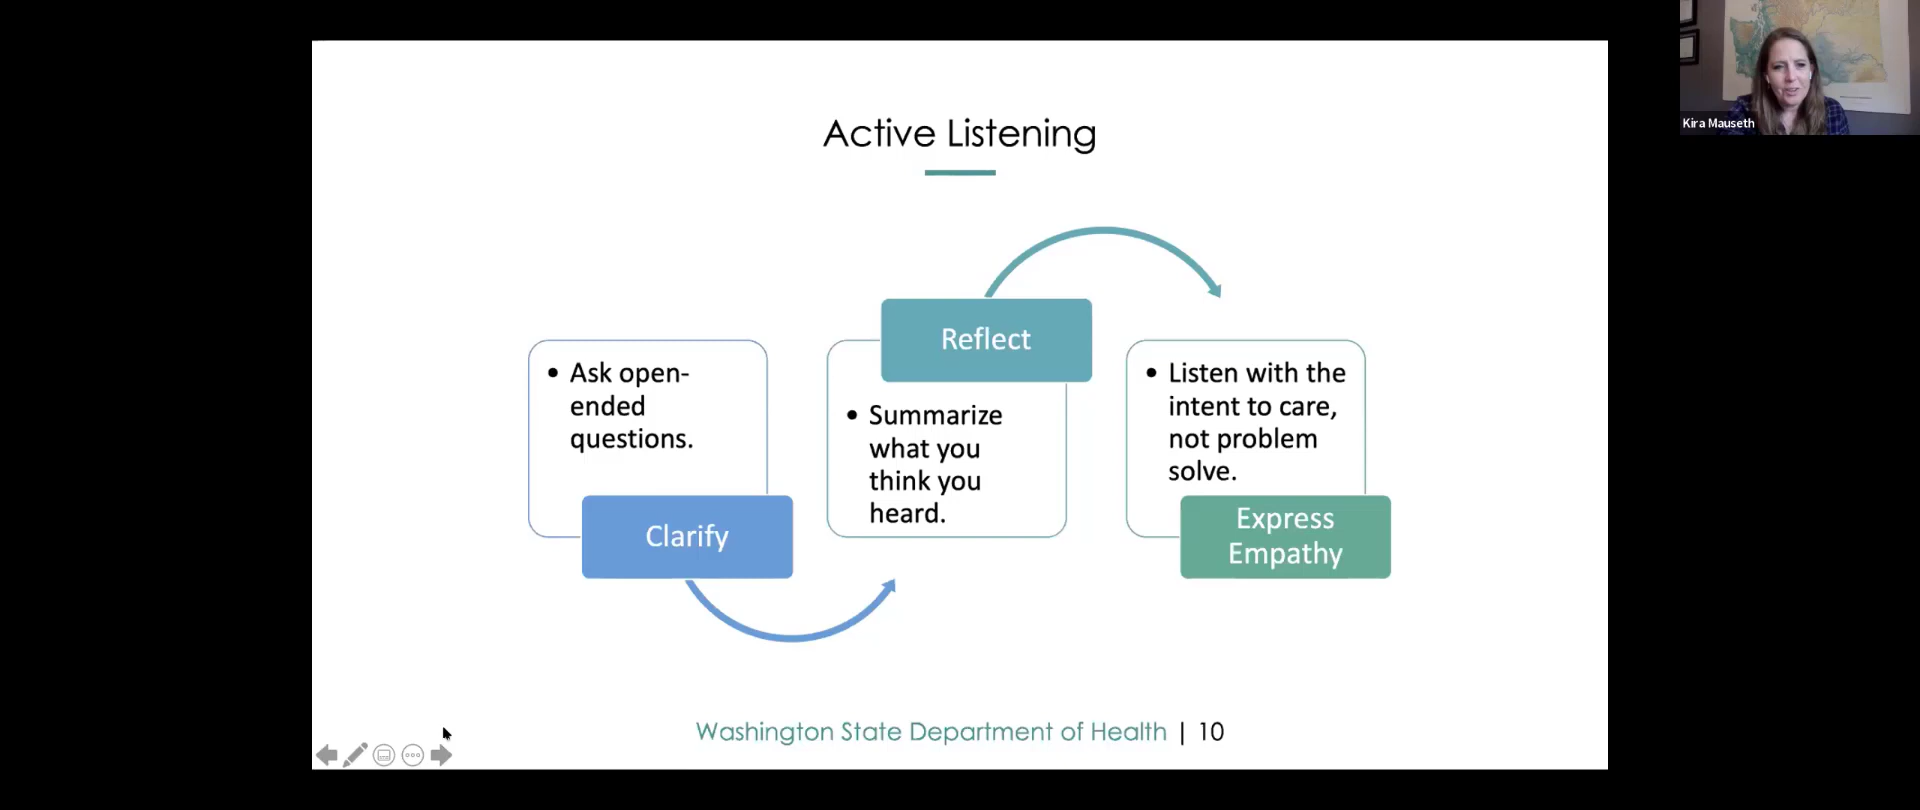 Active Listening
Kira Mauseth
• Ask open-
ended
questions.
Clarify
Reflect
• Summarize
what you
think you
heard.
• Listen with the
intent to care,
not problem
solve.
Express
Empathy
Washington State Department of Health | 10